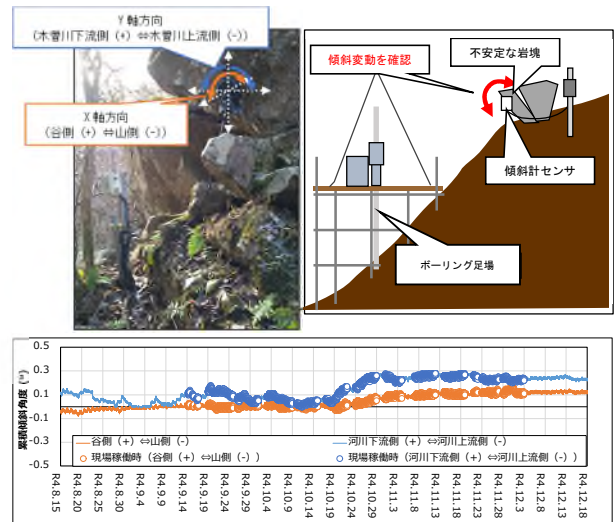 Y 軸方向
(木曽川下流側 (+) ⇔木曽川上流側 (-))
X 軸方向
(谷側 (+) ⇔山側 (-))
傾斜変動を確認
不安定な岩塊
傾斜計センサ
ボーリング足場
累積傾斜角度 (°)
0.5
0.3
0.1
-0.1
-0.3
-0.5
谷側 (+) ⇔山側 (-)
河川下流側 (+) ⇔河川上流側 (-)
現場稼働時 (谷側 (+) ⇔山側 (-) )
現場稼働時 (河川下流側 (+) ⇔河川上流側 (-) )
R4.8.15
R4.8.20
R4.8.25
R4.8.30
R4.9.4
R4.9.9
R4.9.14
R4.9.19
R4.9.24
R4.9.29
R4.10.4
R4.10.9
R4.10.14
R4.10.19
R4.10.24
R4.10.29
R4.11.3
R4.11.8
R4.11.13
R4.11.18
R4.11.23
R4.11.28
R4.12.3
R4.12.8
R4.12.13
R4.12.18